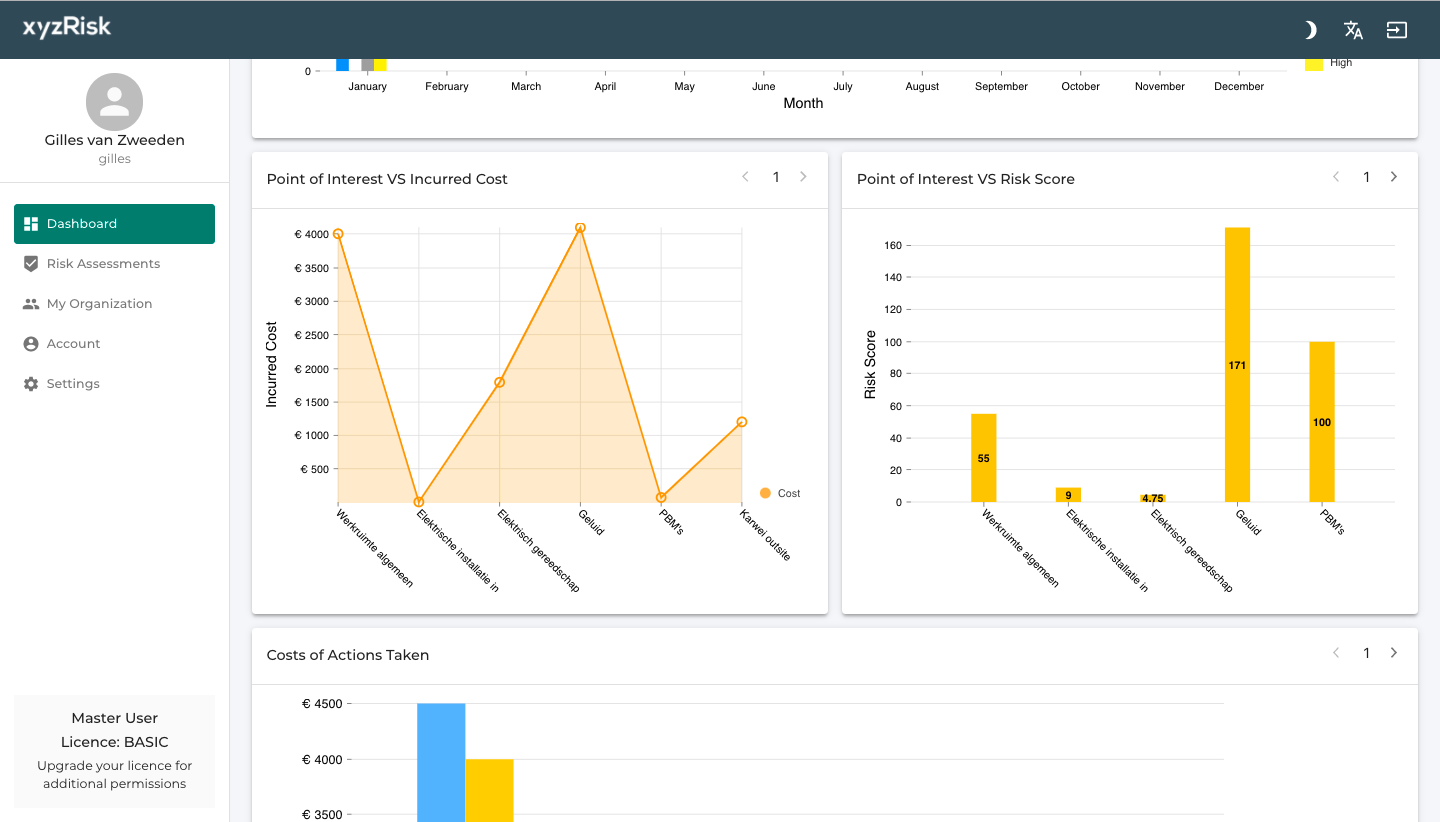 xyzRisk
Gilles van Zweeden
gilles
Dashboard
Risk Assessments
My Organization
Account
Settings
Master User
Licence: BASIC
Upgrade your licence for
additional permissions
0
January February March April May June July August September October November December
Month
High
Point of Interest VS Incurred Cost
1
Incurred Cost
€ 4000
€ 3500
€ 3000
€ 2500
€ 2000
€ 1500
€ 1000
€ 500
Werkruimte algemeen
Elektrische installatie in
Elektrisch gereedschap
Geluid
PBM's
Karwei outsite
Cost
Point of Interest VS Risk Score
1
Risk Score
160
140
120
100
80
60
40
20
0
55
9
4.75
171
100
Werkruimte algemeen
Elektrische installatie in
Elektrisch gereedschap
Geluid
PBM's
Costs of Actions Taken
1
€ 4500
€ 4000
€ 3500